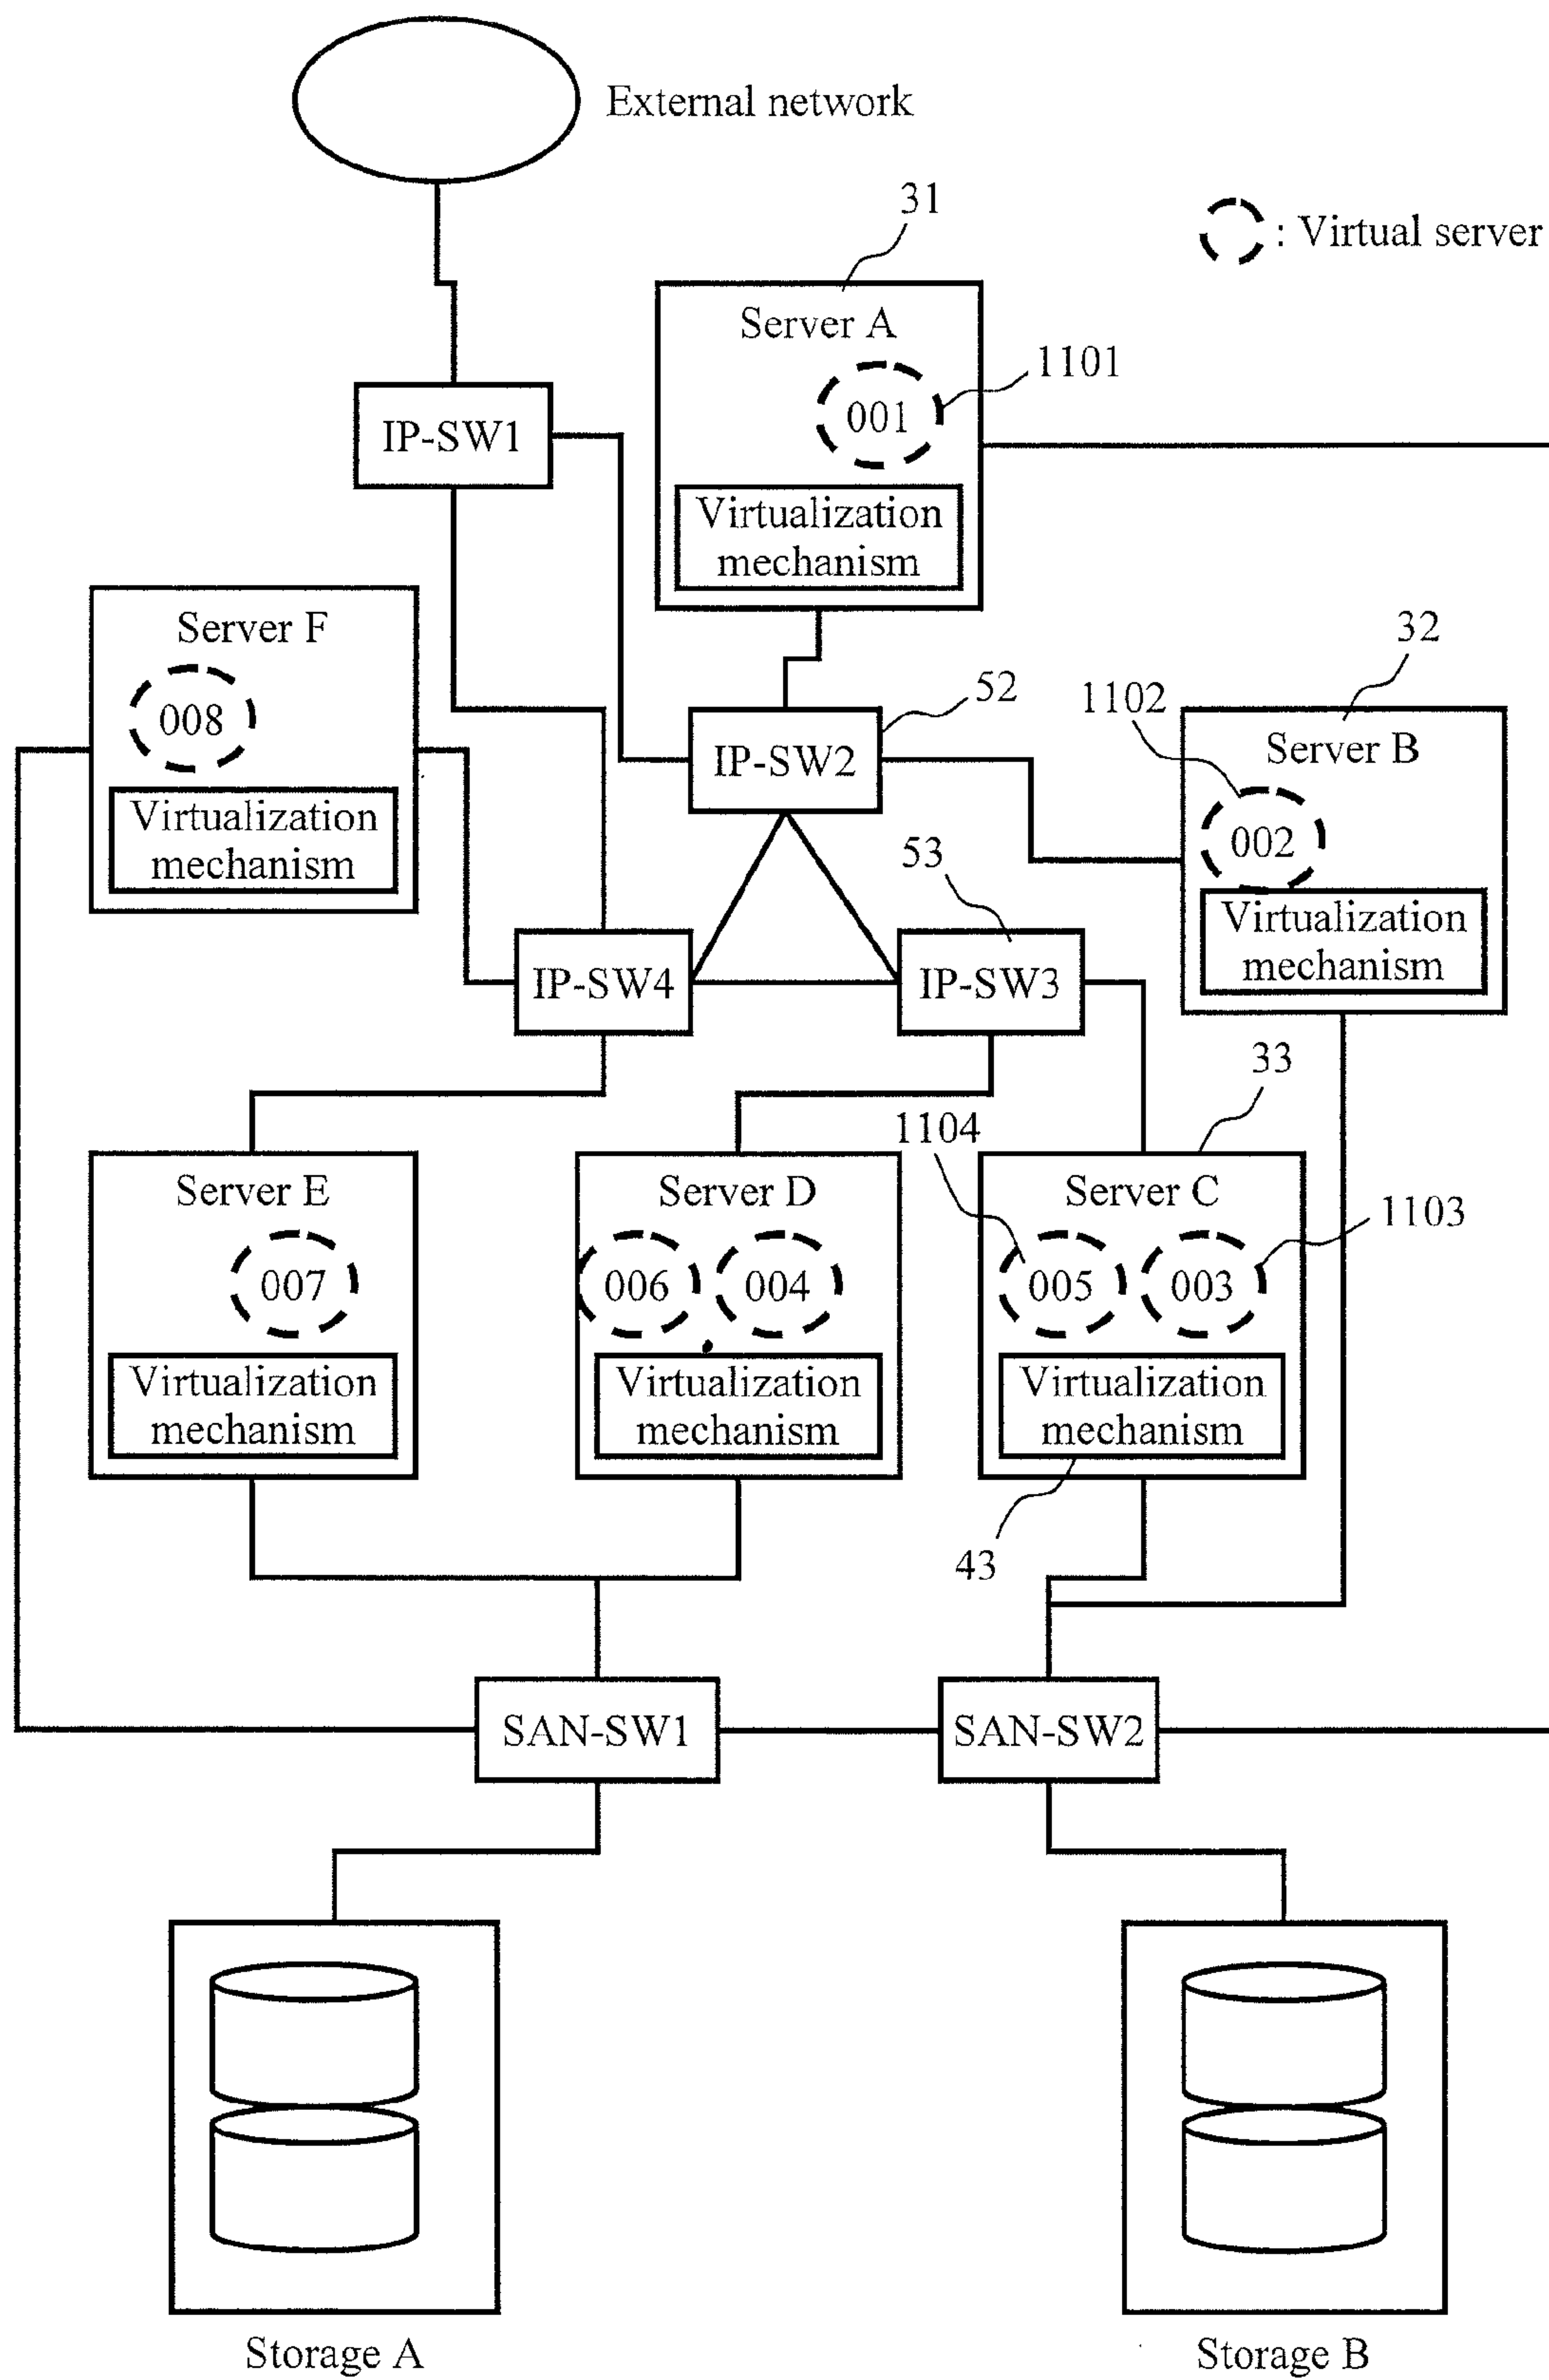 External network
31
: Virtual server
Server A
1101
001
IP-SW1
Virtualization
mechanism
Server F
32
008
52
1102
IP-SW2
Server B
Virtualization
mechanism
002
53
Virtualization
mechanism
IP-SW4
IP-SW3
33
1104
Server E
Server D
Server C
1103
007
006
004
005
003
Virtualization
mechanism
Virtualization
mechanism
Virtualization
mechanism
43
SAN-SW1
SAN-SW2
Storage A
Storage B